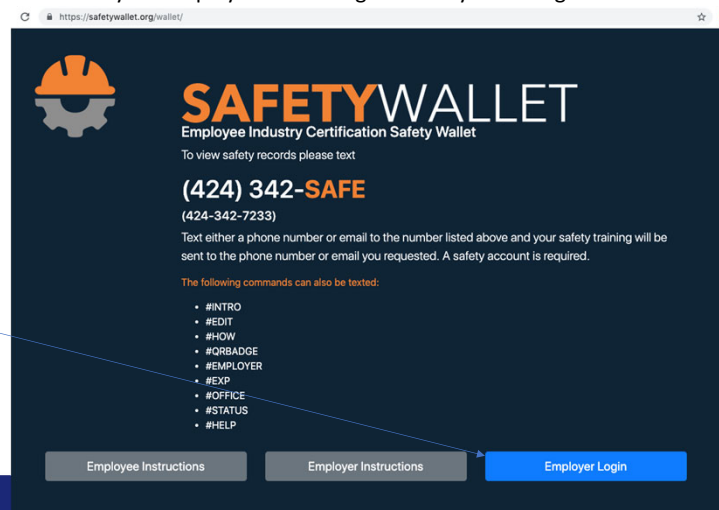 https://safetywallet.org/wallet/
SAFETYWALLET
Employee Industry Certification Safety Wallet
To view safety records please text
(424) 342-SAFE
(424-342-7233)
Text either a phone number or email to the number listed above and your safety training will be
sent to the phone number or email you requested. A safety account is required.
The following commands can also be texted:
• #INTRO
• #EDIT
• #HOW
• #QRBADGE
• #EMPLOYER
• #EXP
• #OFFICE
• #STATUS
• #HELP
Employee Instructions
Employer Instructions
Employer Login